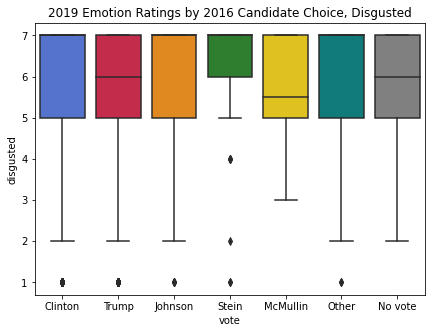 2019 Emotion Ratings by 2016 Candidate Choice, Disgusted
7
6
5
4
3
2
1
disgusted
Clinton Trump Johnson Stein McMullin Other No vote
vote